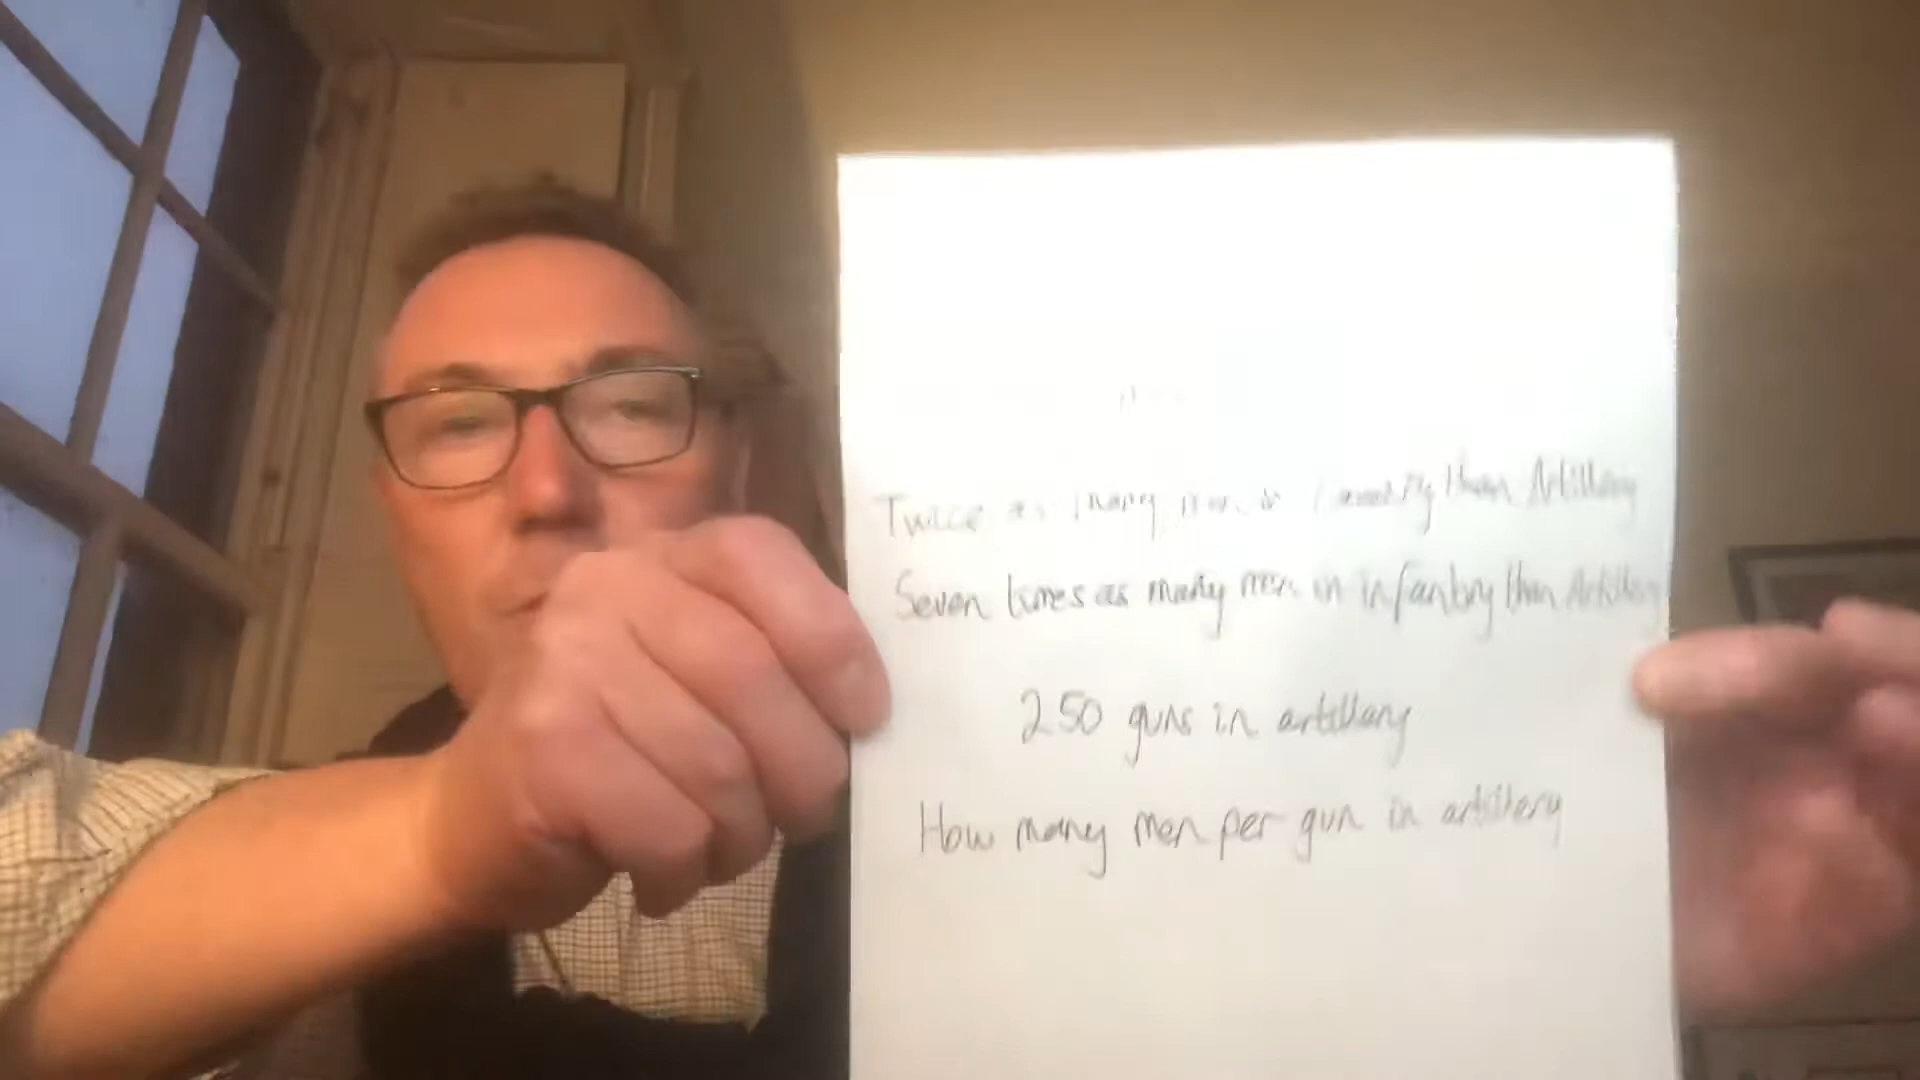 Twice as many men in Cavalry than Artillery
Seven times as many men in infantry than Artillery
250 guns in artillary
How many men per gun in artillery